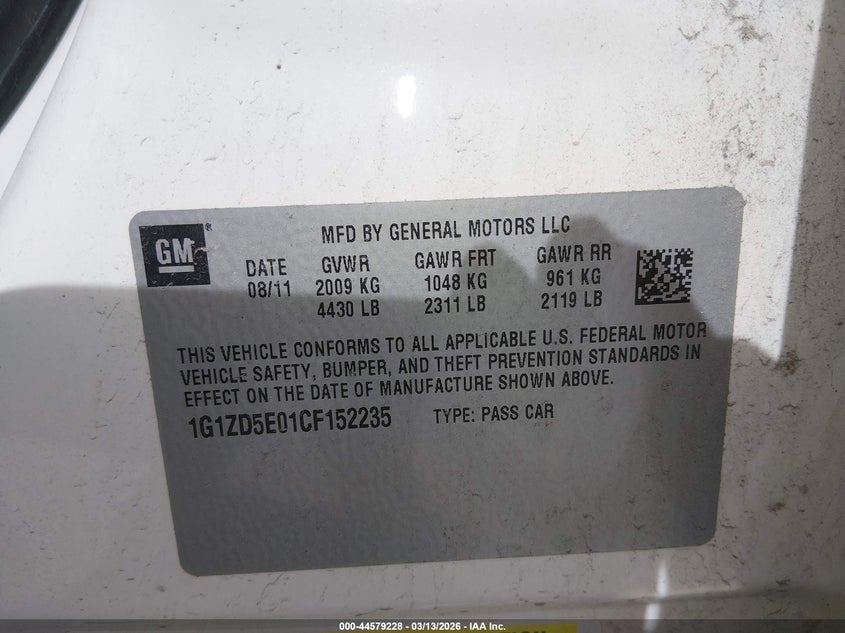 GM®
MFD BY GENERAL MOTORS LLC
DATE GVWR GAWR FRT GAWR RR
08/11 2009 KG 1048 KG 961 KG
4430 LB 2311 LB 2119 LB
THIS VEHICLE CONFORMS TO ALL APPLICABLE U.S. FEDERAL MOTOR
VEHICLE SAFETY, BUMPER, AND THEFT PREVENTION STANDARDS IN
EFFECT ON THE DATE OF MANUFACTURE SHOWN ABOVE.
1G1ZD5E01CF152235 TYPE: PASS CAR
000-44579228 - 03/13/2026 - IAA Inc.